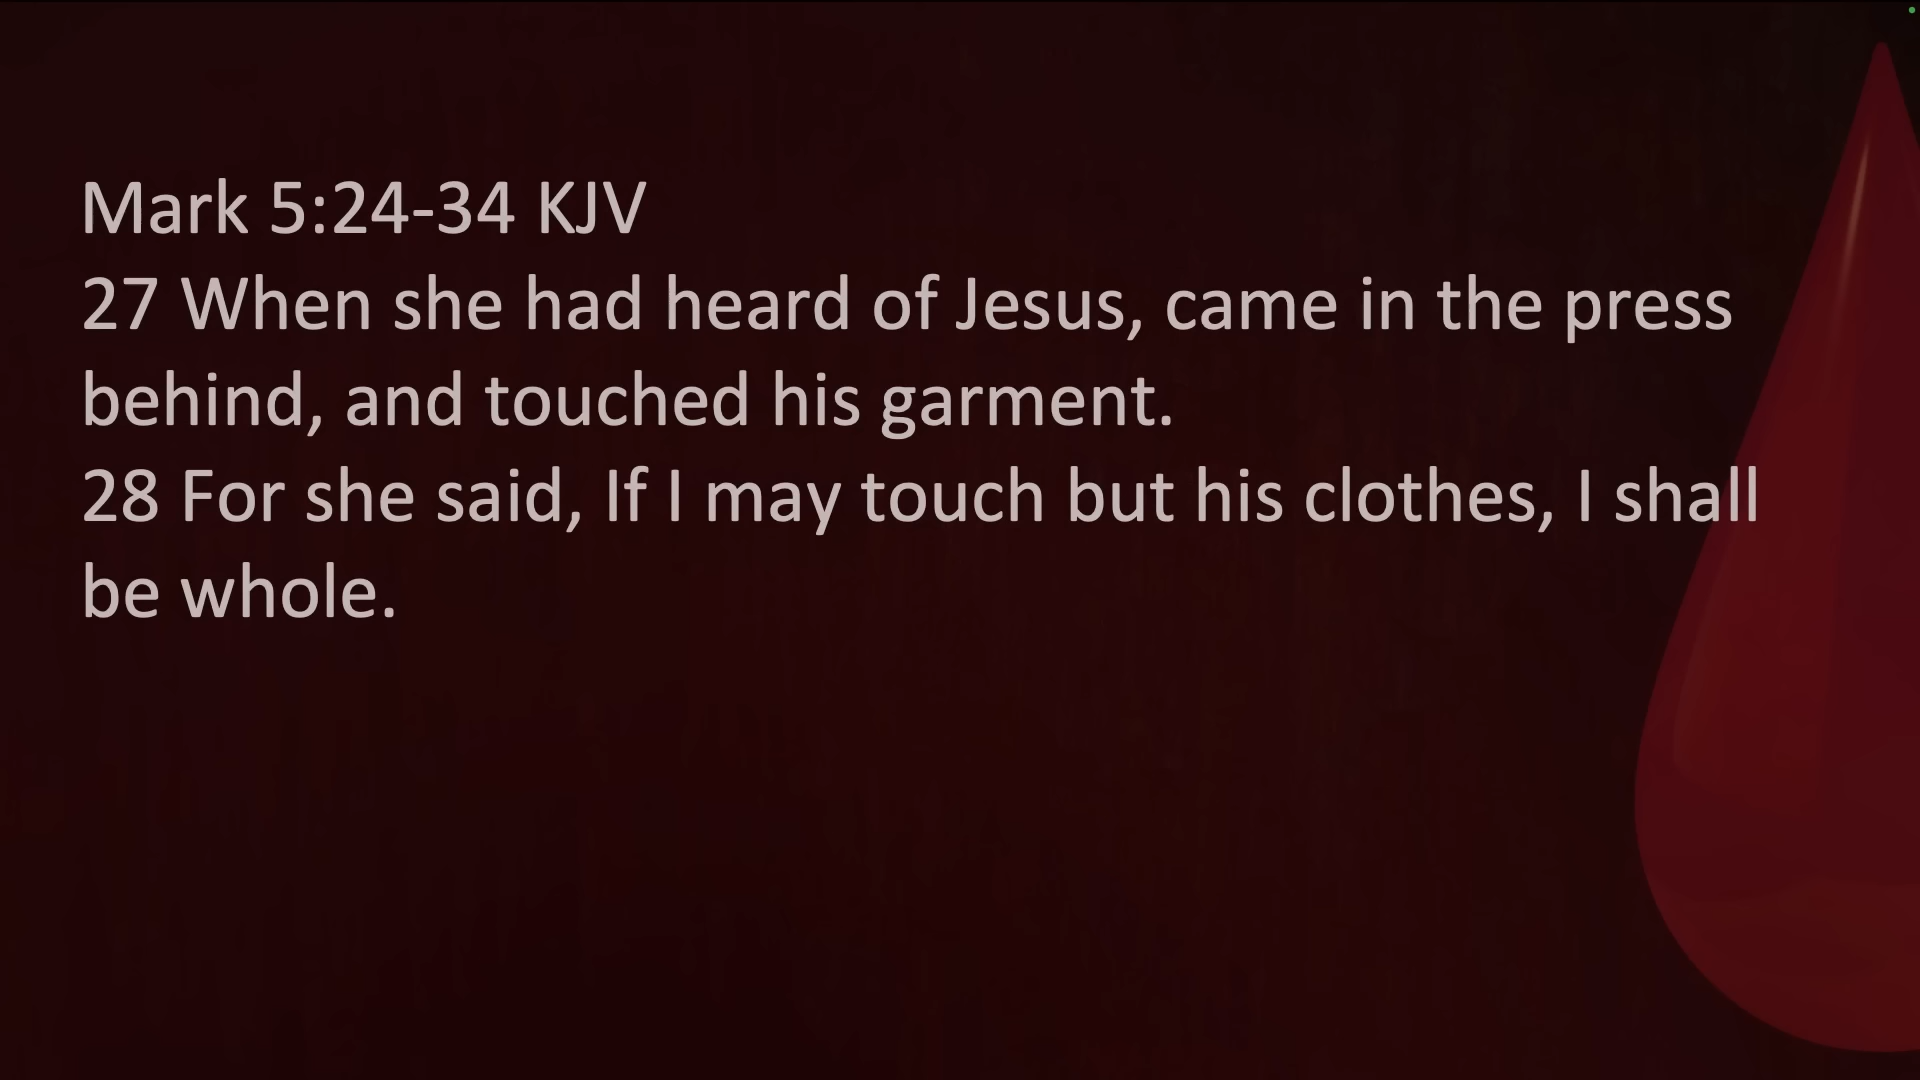 Mark 5:24-34 KJV
27 When she had heard of Jesus, came in the press
behind, and touched his garment.
28 For she said, If I may touch but his clothes, I shall
be whole.